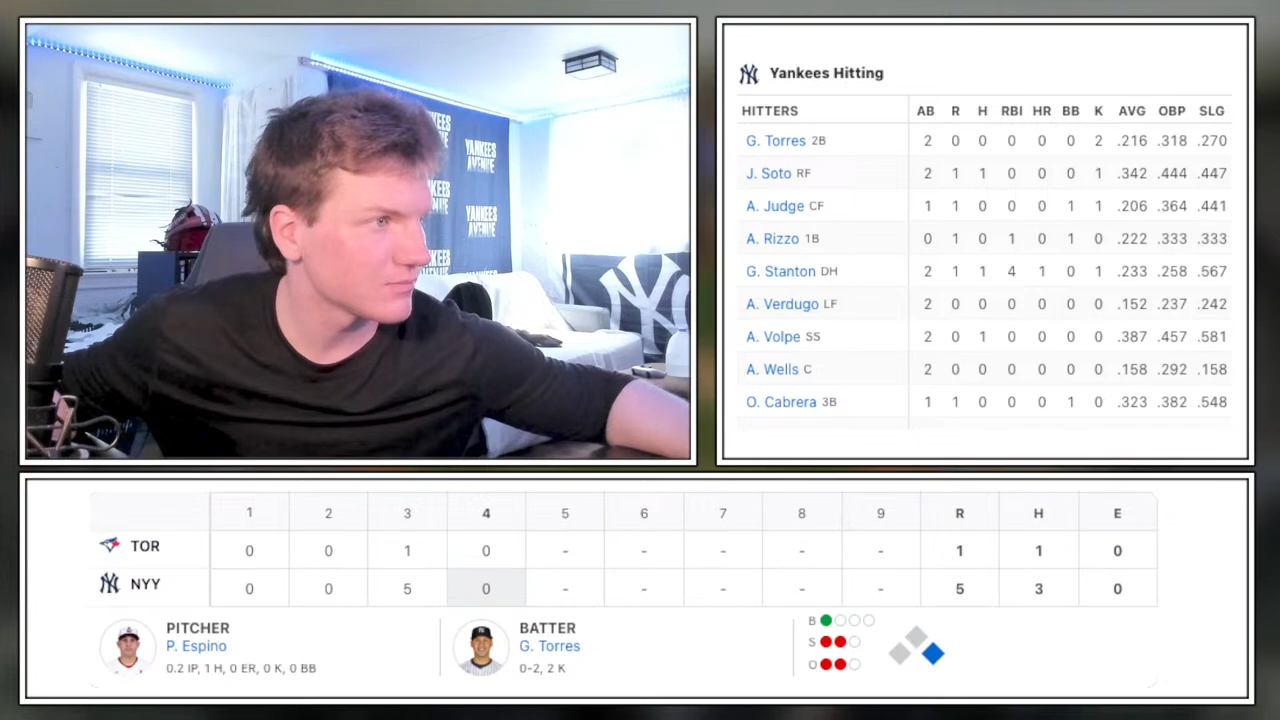 YANKEES
AVENUE
YANKEES
AVENUE
Yankees Hitting
HITTERS AB R H RBI HR BB K AVG OBP SLG
G. Torres 2B 2 0 0 0 0 0 2 .216 .318 .270
J. Soto RF 2 1 1 0 0 0 1 .342 .444 .447
A. Judge CF 1 1 0 0 0 1 1 .206 .364 .441
A. Rizzo 1B 0 1 0 1 0 1 0 .222 .333 .333
G. Stanton DH 2 1 1 4 1 0 1 .233 .258 .567
A. Verdugo LF 2 0 0 0 0 0 0 .152 .237 .242
A. Volpe SS 2 0 1 0 0 0 0 .387 .457 .581
A. Wells C 2 0 0 0 0 0 0 .158 .292 .158
O. Cabrera 3B 1 1 0 0 0 1 0 .323 .382 .548
1 2 3 4 5 6 7 8 9 R H E
TOR 0 0 1 0 - - - - - 1 1 0
NYY 0 0 5 0 - - - - - 5 3 0
PITCHER
P. Espino
0.2 IP, 1 H, 0 ER, 0 K, 0 BB
BATTER
G. Torres
0-2, 2 K
B
S
O